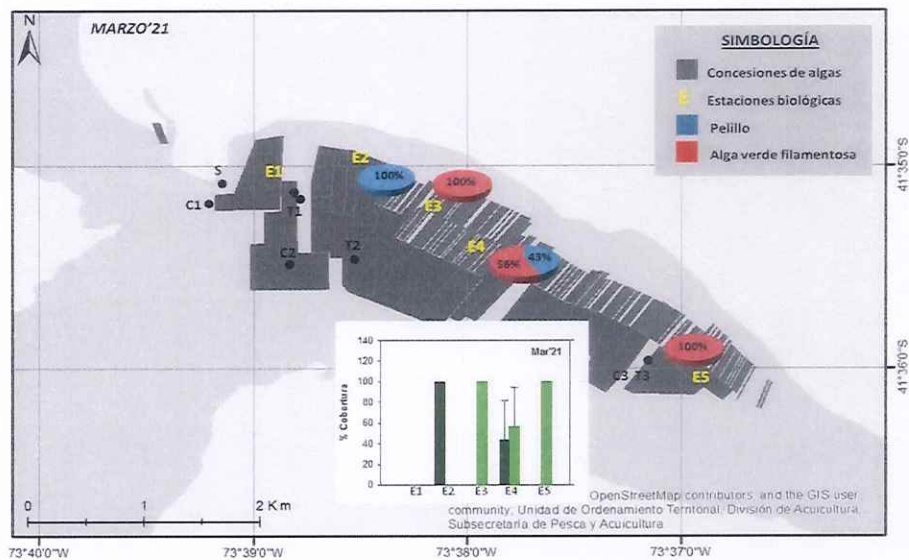 MARZO'21
N
SIMBOLOGÍA
Concesiones de algas
E Estaciones biológicas
Pelillo
Alga verde filamentosa
41°35'0"S
41°36'0"S
S
C1
E1
T1
C2
T2
E2
100%
100%
E3
E4
56%
43%
100%
C3 T3
E5
Mar'21
% Cobertura
140
120
100
80
60
40
20
0
E1 E2 E3 E4 E5
0 1 2 Km
OpenStreetMap contributors, and the GIS user
community, Unidad de Ordenamiento Territorial, División de Acuicultura,
Subsecretaría de Pesca y Acuicultura
73°40'0"W 73°39'0"W 73°38'0"W 73°37'0"W